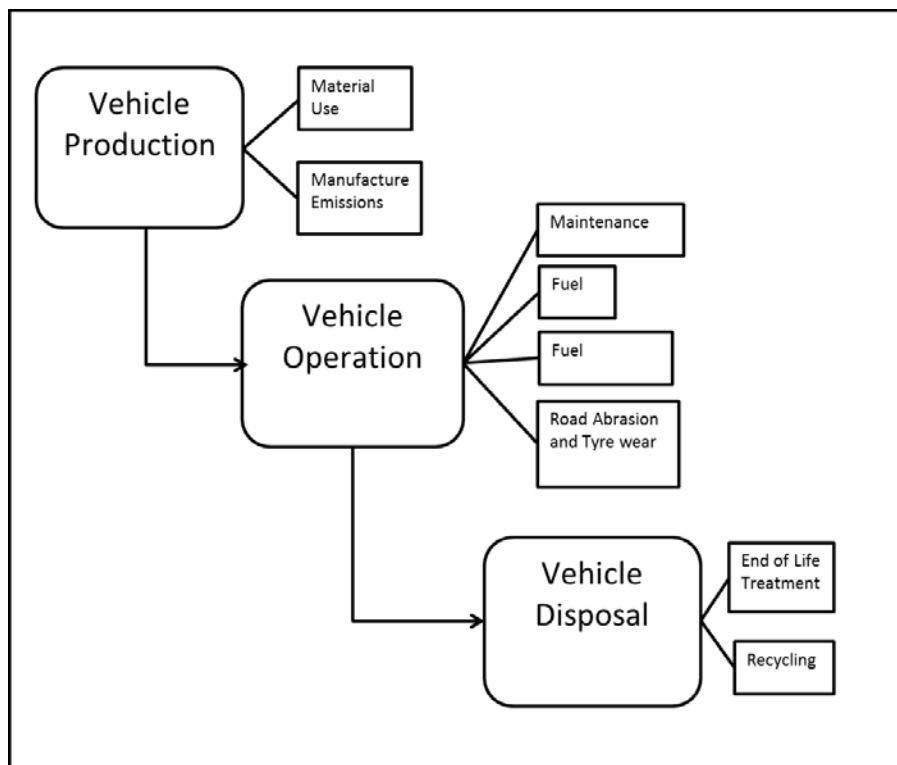 Vehicle
Production
Material
Use
Manufacture
Emissions
Vehicle
Operation
Maintenance
Fuel
Fuel
Road Abrasion
and Tyre wear
Vehicle
Disposal
End of Life
Treatment
Recycling